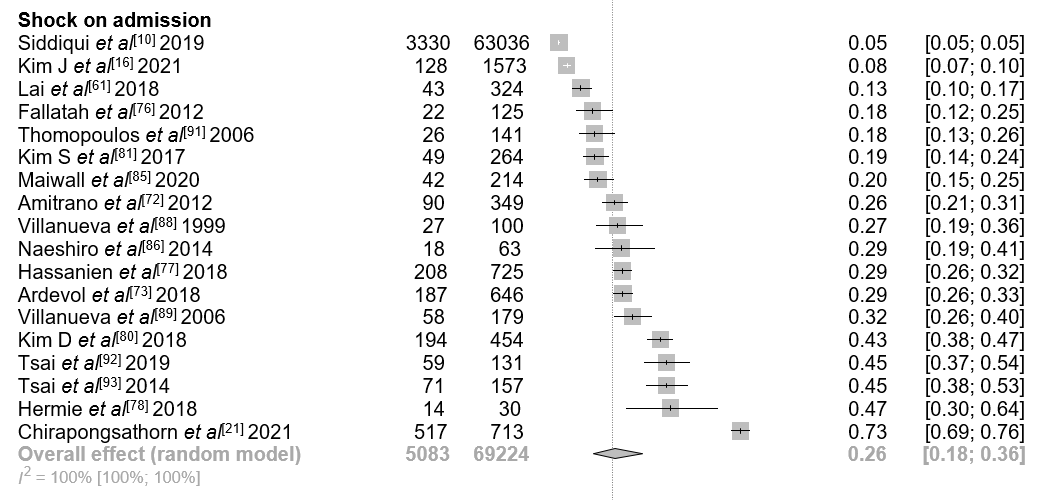 Shock on admission
Siddiqui et al[10] 2019 3330 63036 0.05 [0.05; 0.05]
Kim J et al[16] 2021 128 1573 0.08 [0.07; 0.10]
Lai et al[61] 2018 43 324 0.13 [0.10; 0.17]
Fallatah et al[76] 2012 22 125 0.18 [0.12; 0.25]
Thomopoulos et al[91] 2006 26 141 0.18 [0.13; 0.26]
Kim S et al[81] 2017 49 264 0.19 [0.14; 0.24]
Maiwall et al[85] 2020 42 214 0.20 [0.15; 0.25]
Amitrano et al[72] 2012 90 349 0.26 [0.21; 0.31]
Villanueva et al[88] 1999 27 100 0.27 [0.19; 0.36]
Naeshiro et al[86] 2014 18 63 0.29 [0.19; 0.41]
Hassanien et al[77] 2018 208 725 0.29 [0.26; 0.32]
Ardevol et al[73] 2018 187 646 0.29 [0.26; 0.33]
Villanueva et al[89] 2006 58 179 0.32 [0.26; 0.40]
Kim D et al[80] 2018 194 454 0.43 [0.38; 0.47]
Tsai et al[92] 2019 59 131 0.45 [0.37; 0.54]
Tsai et al[93] 2014 71 157 0.45 [0.38; 0.53]
Hermie et al[78] 2018 14 30 0.47 [0.30; 0.64]
Chirapongsathorn et al[21] 2021 517 713 0.73 [0.69; 0.76]
Overall effect (random model) 5083 69224 0.26 [0.18; 0.36]
I2 = 100% [100%; 100%]